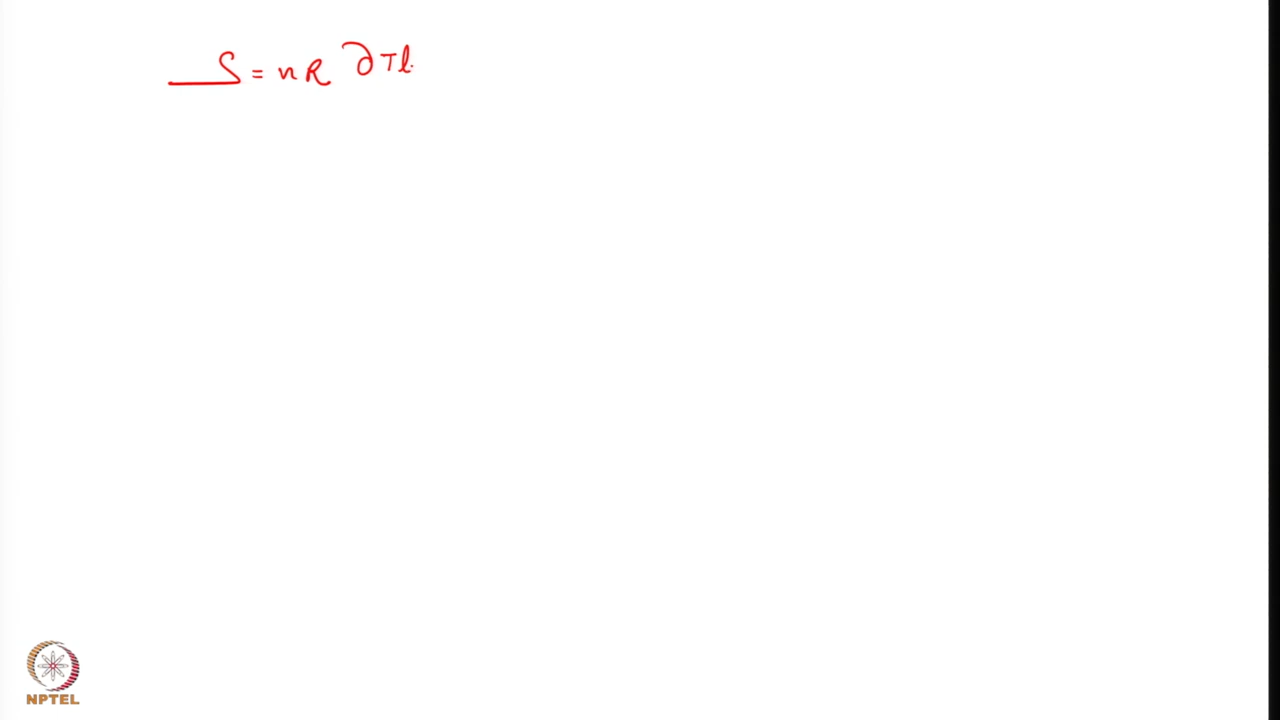 S = nR ∂Tl
NPTEL